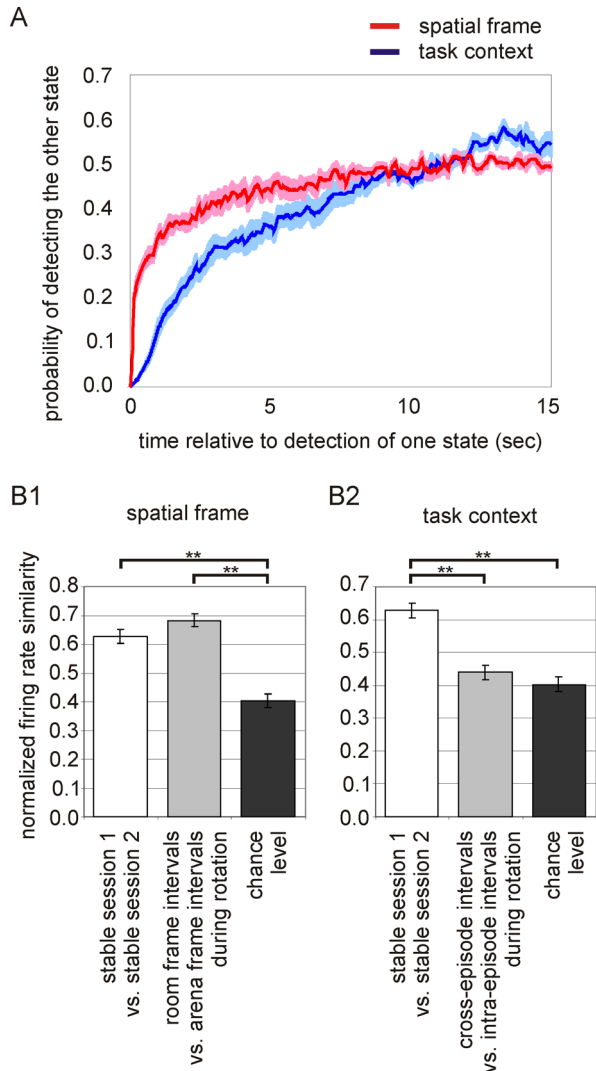 A
spatial frame
task context
probability of detecting the other state
0.7
0.6
0.5
0.4
0.3
0.2
0.1
0.0
0
5
10
15
time relative to detection of one state (sec)
B1
spatial frame
**
**
normalized firing rate similarity
0.8
0.7
0.6
0.5
0.4
0.3
0.2
0.1
0.0
stable session 1
vs. stable session 2
room frame intervals
vs. arena frame intervals
during rotation
chance
level
B2
task context
**
**
0.7
0.6
0.5
0.4
0.3
0.2
0.1
0.0
stable session 1
vs. stable session 2
cross-episode intervals
vs. intra-episode intervals
during rotation
chance
level